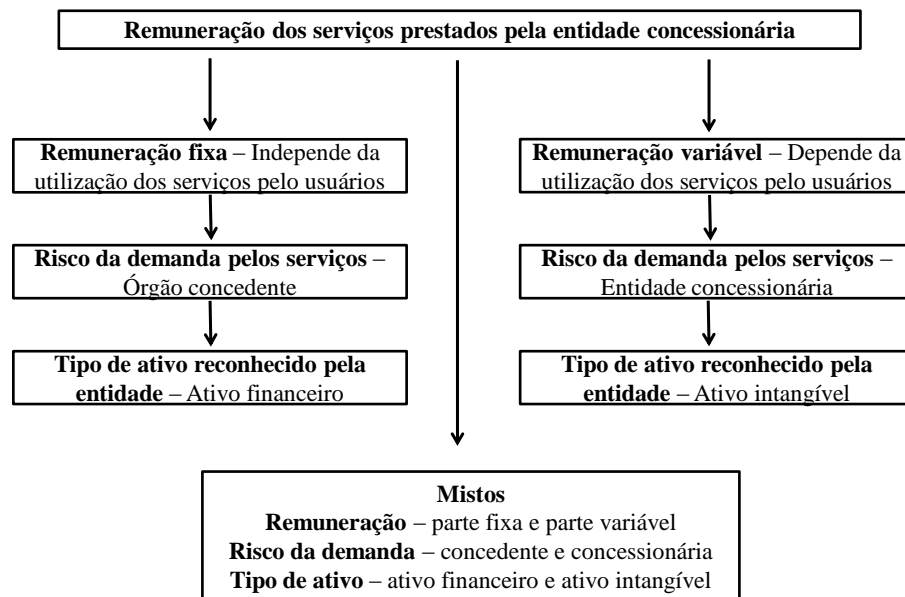 Remuneração dos serviços prestados pela entidade concessionária
Remuneração fixa – Independe da
utilização dos serviços pelo usuários
Risco da demanda pelos serviços –
Órgão concedente
Tipo de ativo reconhecido pela
entidade – Ativo financeiro
Remuneração variável – Depende da
utilização dos serviços pelo usuários
Risco da demanda pelos serviços –
Entidade concessionária
Tipo de ativo reconhecido pela
entidade – Ativo intangível
Mistos
Remuneração – parte fixa e parte variável
Risco da demanda – concedente e concessionária
Tipo de ativo – ativo financeiro e ativo intangível